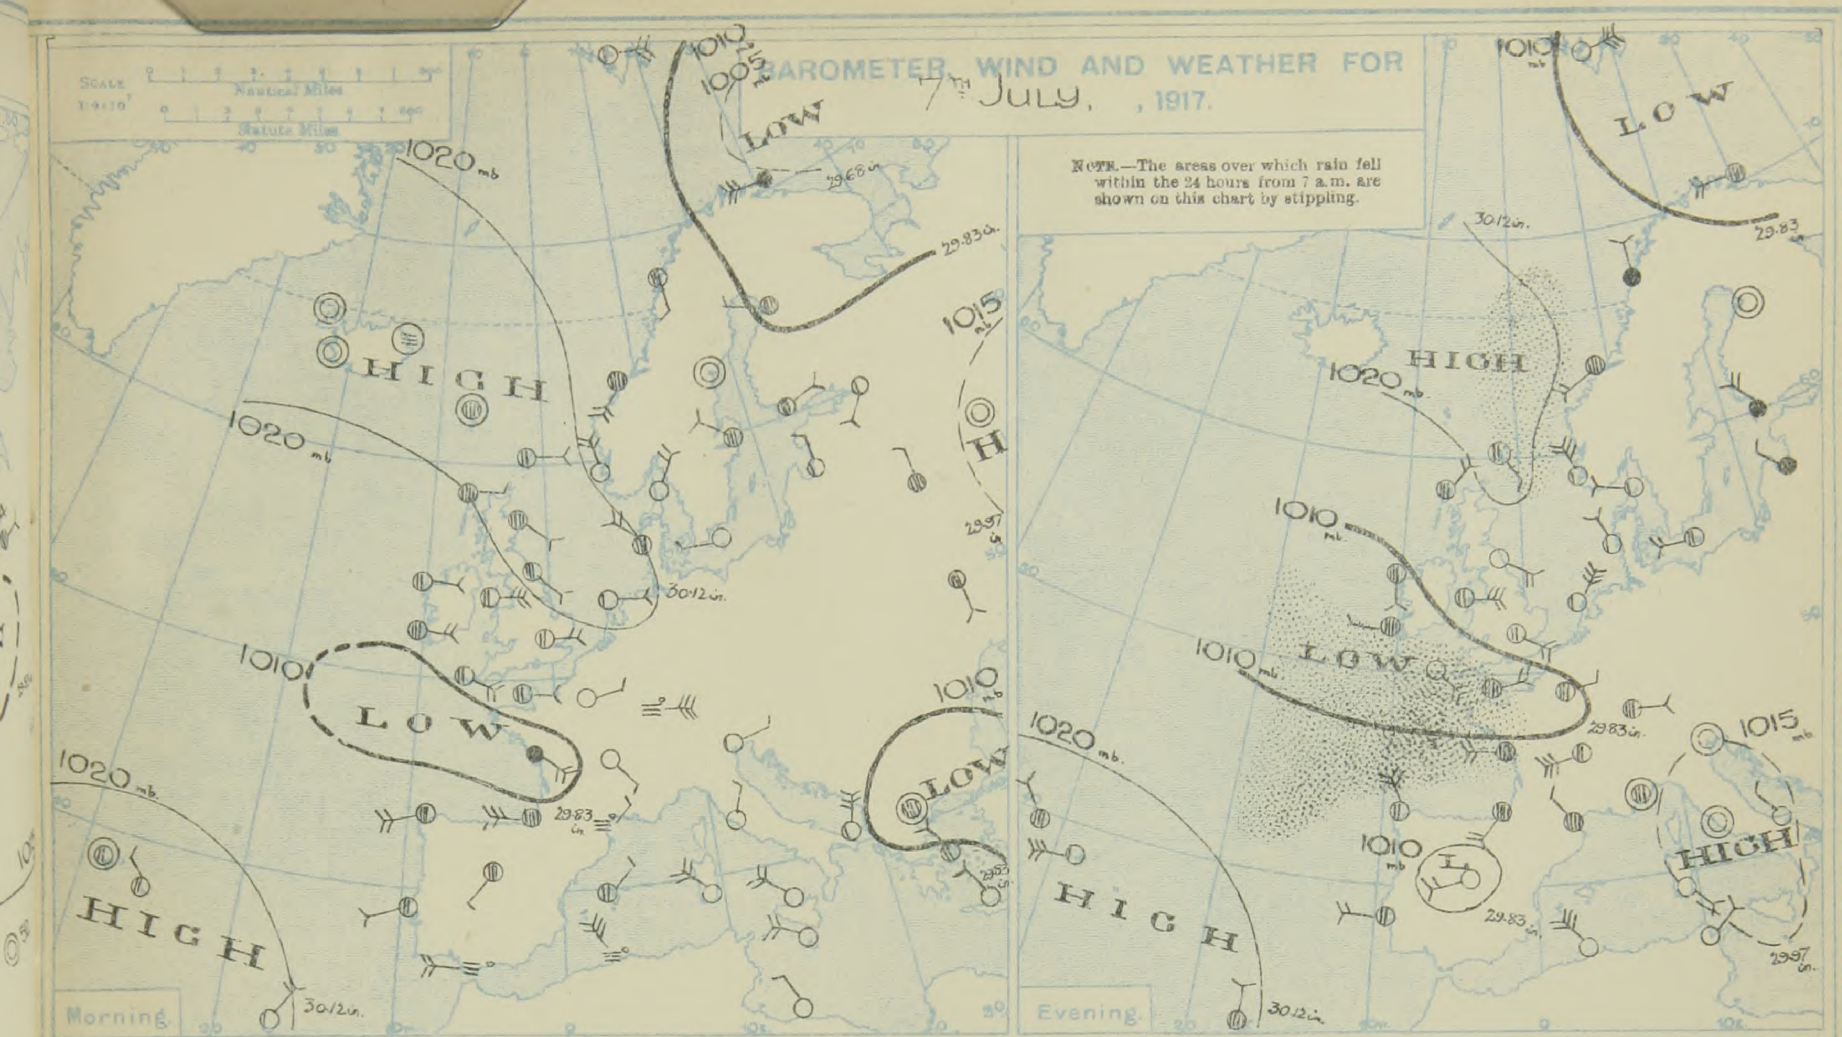 BAROMETER, WIND AND WEATHER FOR
7TH JULY, , 1917.
SCALE
Nautical Miles
Statute Miles
NOTE.—The areas over which rain fell
within the 24 hours from 7 a.m. are
shown on this chart by stippling.
1010
1005
mb
LOW
29.68 in
29.83 in.
1020 mb
HIGH
1020 mb
30.12 in.
1015
mb
H
29.97
in
1010
LOW
29.83
in
1010
mb
LOW
1020 mb.
HIGH
30.12 in.
Morning.
1010
mb
LOW
29.83
30.12 in.
HIGH
1020
mb.
1010
mb.
LOW
1010 mb
29.83 in.
1020
mb.
HIGH
30.12 in.
1010
mb
L
29.83
in.
1015
mb
HIGH
29.97
in.
Evening.